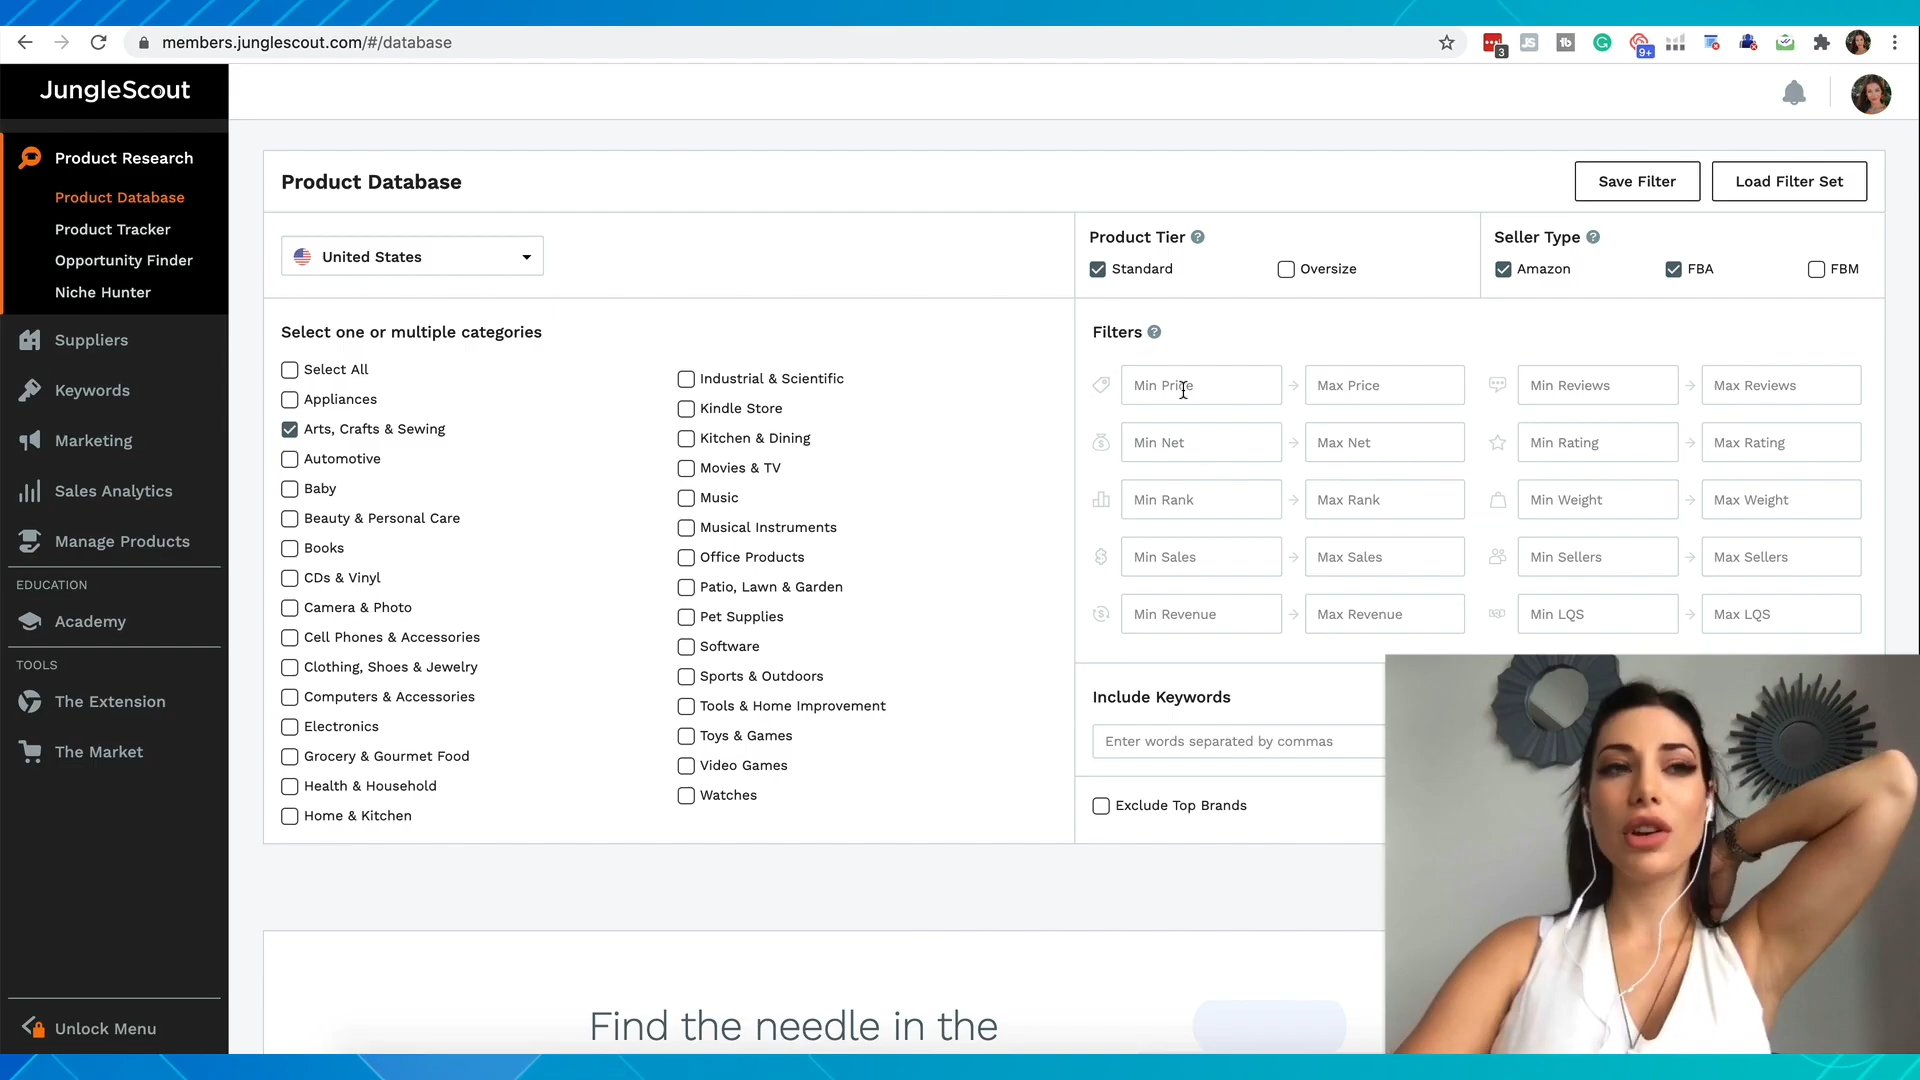 members.junglescout.com/#/database
3
JS
9+
JungleScout
Product Research
Product Database
Product Tracker
Opportunity Finder
Niche Hunter
Suppliers
Keywords
Marketing
Sales Analytics
Manage Products
EDUCATION
Academy
TOOLS
The Extension
The Market
Unlock Menu
Product Database
Save Filter
Load Filter Set
United States
Product Tier
Standard
Oversize
Seller Type
Amazon
FBA
FBM
Select one or multiple categories
Select All
Appliances
Arts, Crafts & Sewing
Automotive
Baby
Beauty & Personal Care
Books
CDs & Vinyl
Camera & Photo
Cell Phones & Accessories
Clothing, Shoes & Jewelry
Computers & Accessories
Electronics
Grocery & Gourmet Food
Health & Household
Home & Kitchen
Industrial & Scientific
Kindle Store
Kitchen & Dining
Movies & TV
Music
Musical Instruments
Office Products
Patio, Lawn & Garden
Pet Supplies
Software
Sports & Outdoors
Tools & Home Improvement
Toys & Games
Video Games
Watches
Filters
Min Price
Max Price
Min Reviews
Max Reviews
Min Net
Max Net
Min Rating
Max Rating
Min Rank
Max Rank
Min Weight
Max Weight
Min Sales
Max Sales
Min Sellers
Max Sellers
Min Revenue
Max Revenue
Min LQS
Max LQS
Include Keywords
Enter words separated by commas
Exclude Top Brands
Find the needle in the